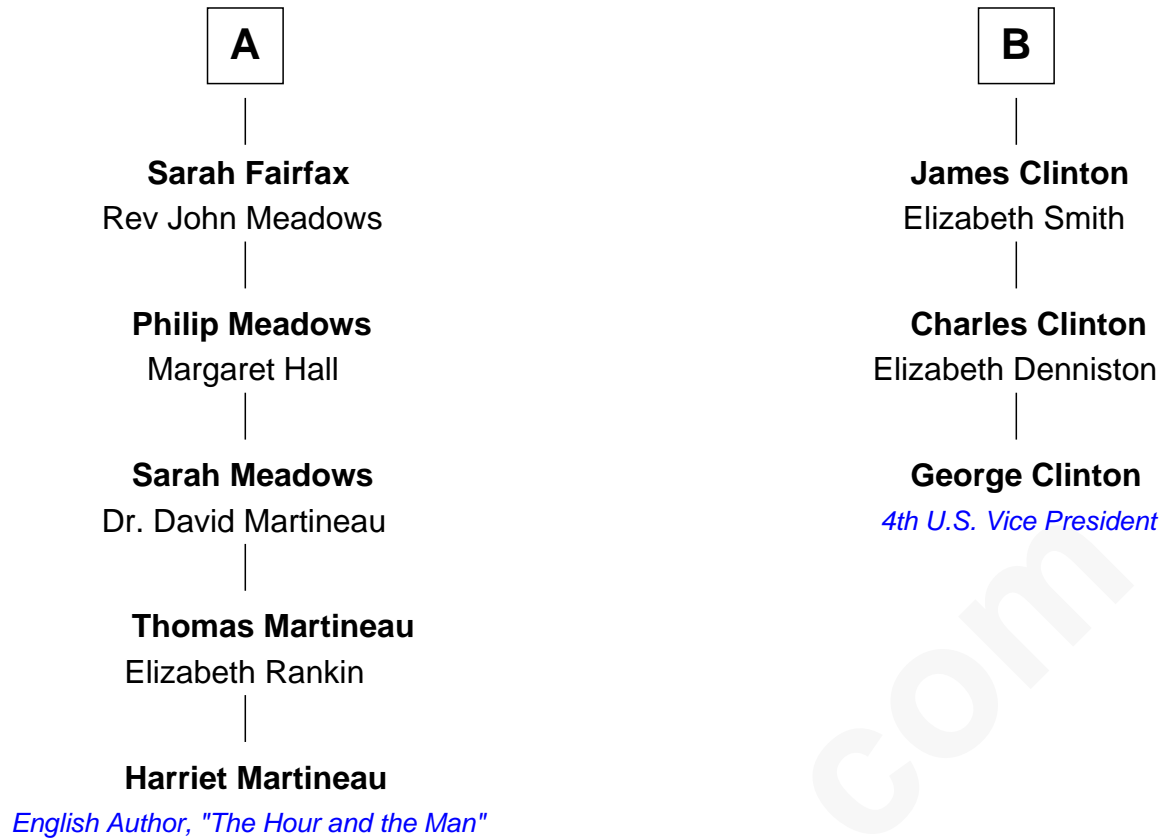 A
Sarah Fairfax
Rev John Meadows
Philip Meadows
Margaret Hall
Sarah Meadows
Dr. David Martineau
Thomas Martineau
Elizabeth Rankin
Harriet Martineau
English Author, "The Hour and the Man"
B
James Clinton
Elizabeth Smith
Charles Clinton
Elizabeth Denniston
George Clinton
4th U.S. Vice President
com